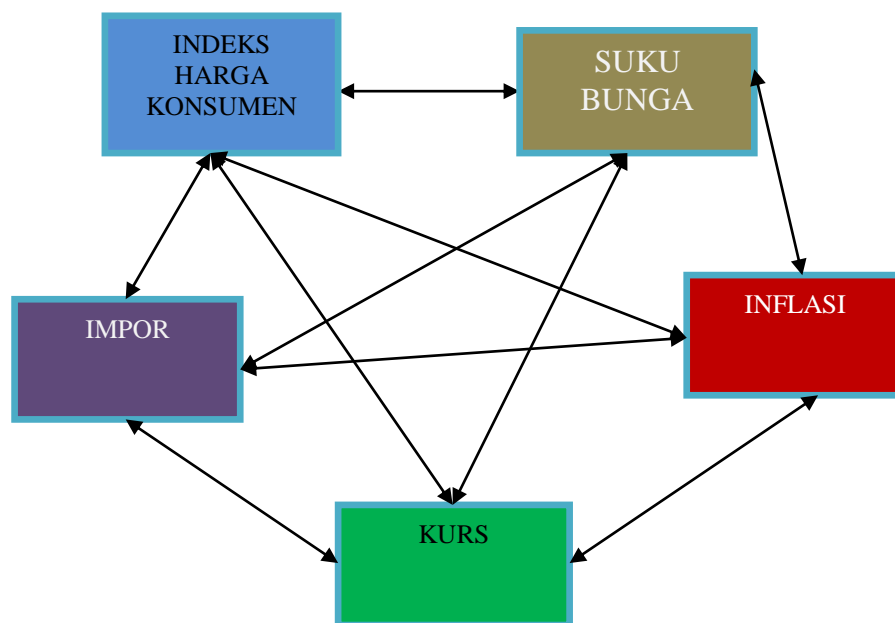 INDEKS
HARGA
KONSUMEN
SUKU
BUNGA
IMPOR
INFLASI
KURS